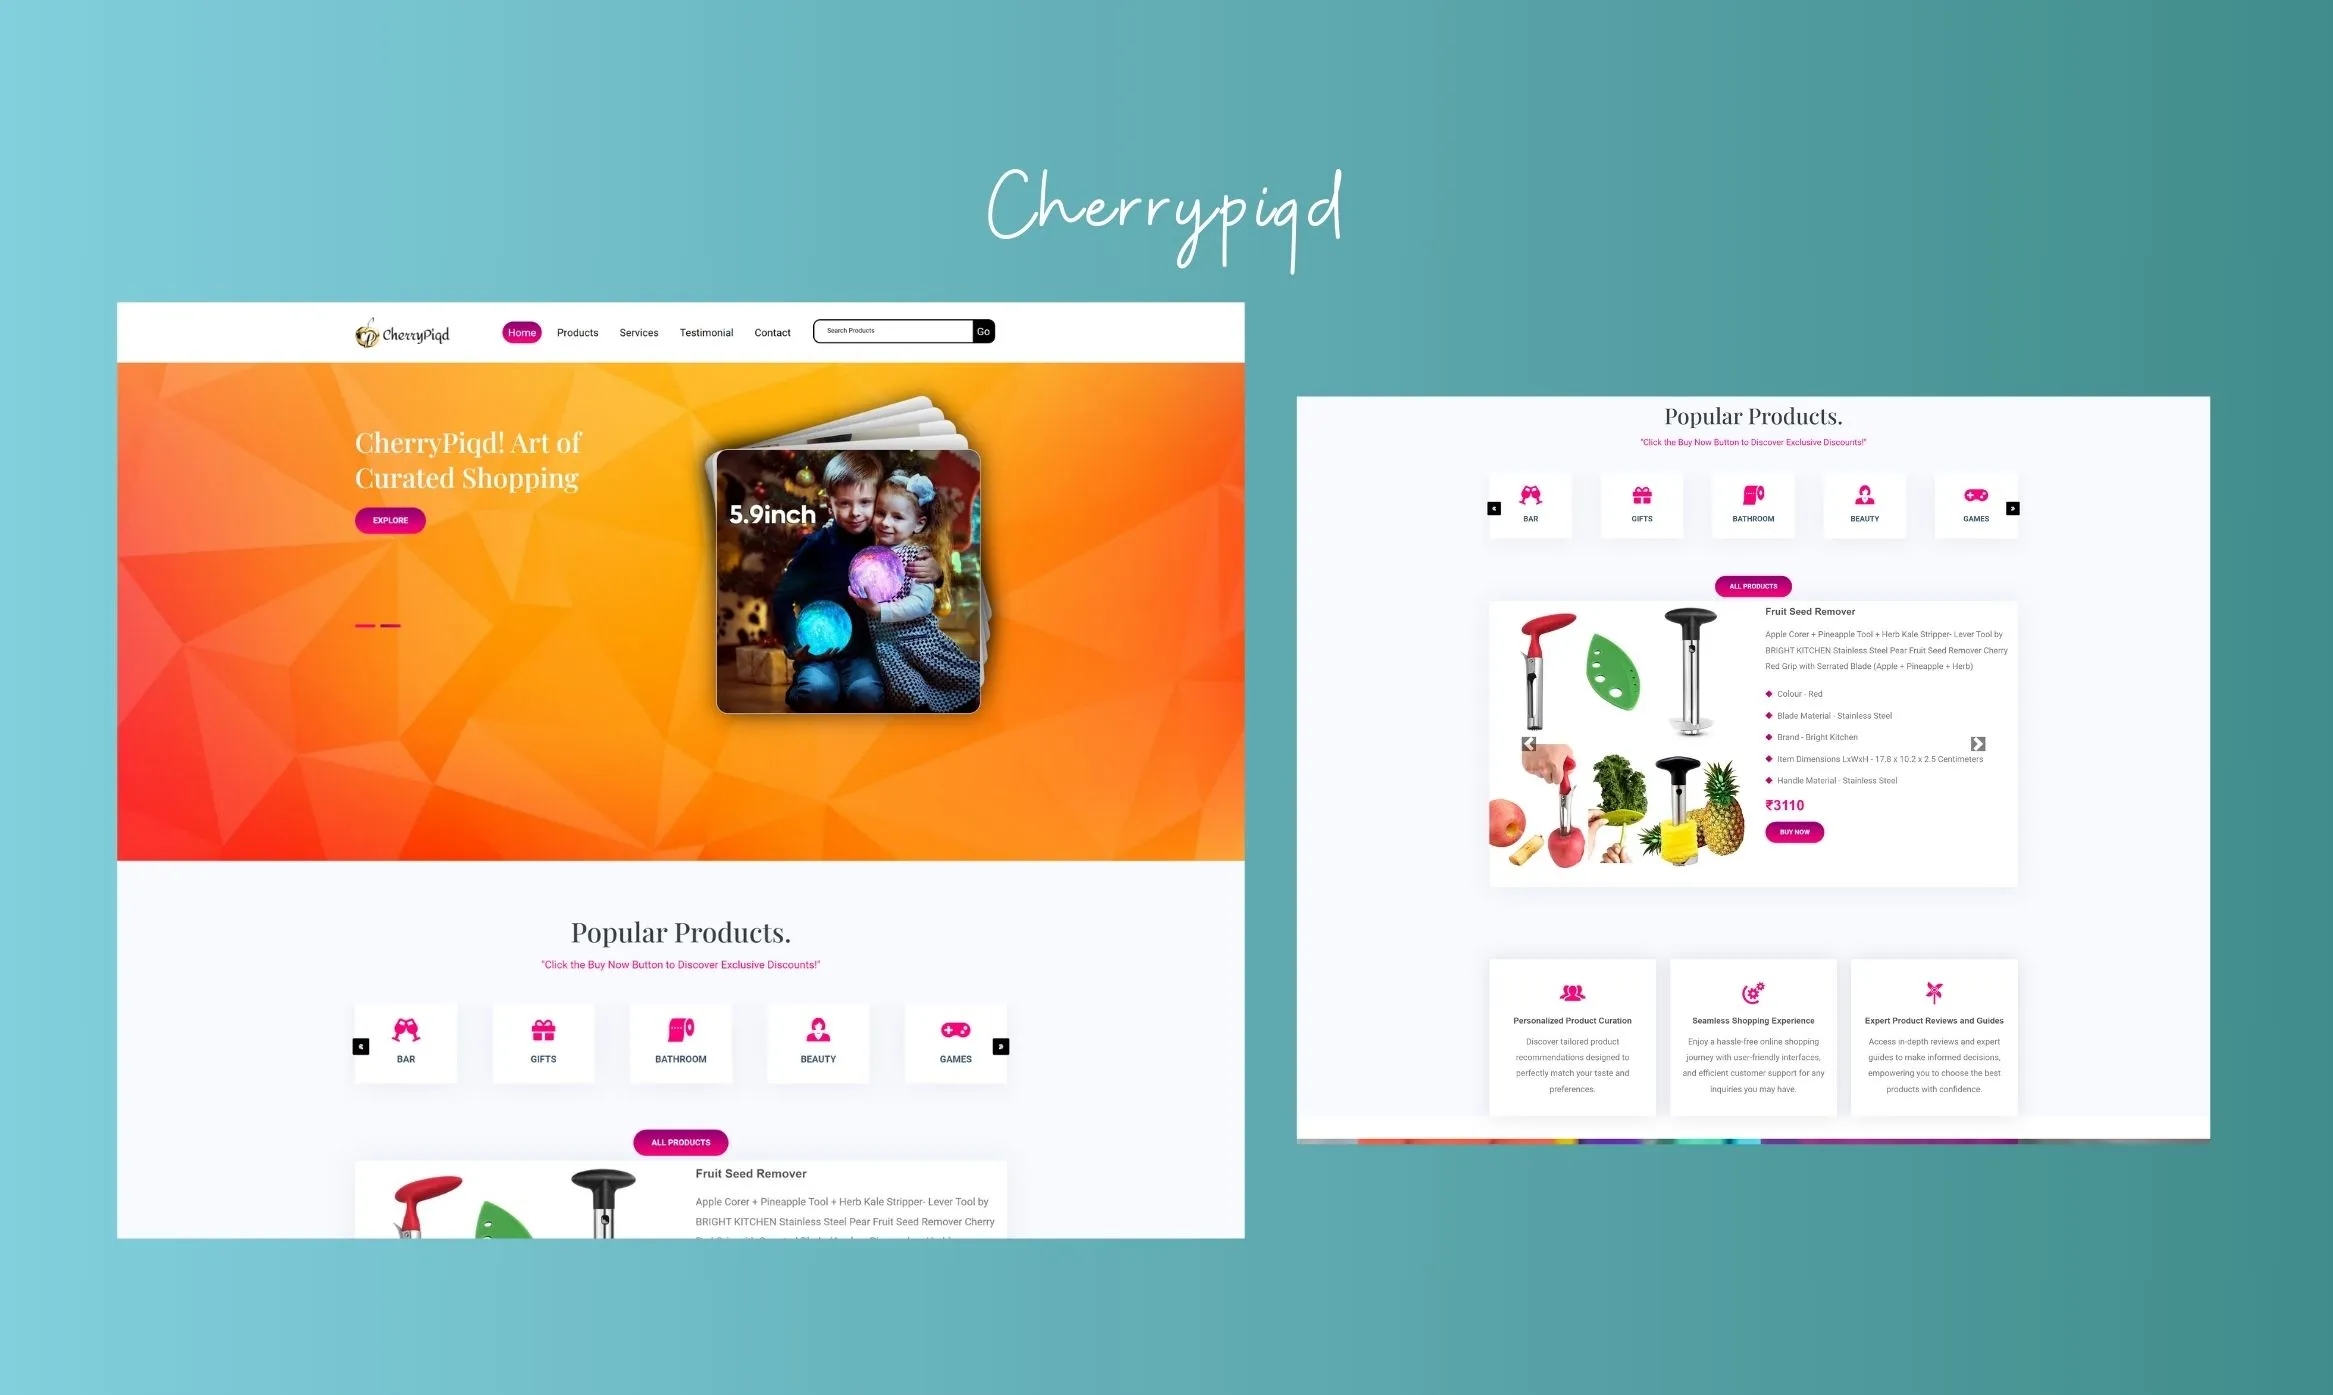 Cherrypiqd
CherryPiqd
Home
Products
Services
Testimonial
Contact
Search Products
Go
CherryPiqd! Art of
Curated Shopping
EXPLORE
5.9inch
Popular Products.
"Click the Buy Now Button to Discover Exclusive Discounts!"
BAR
GIFTS
BATHROOM
BEAUTY
GAMES
ALL PRODUCTS
Fruit Seed Remover
Apple Corer + Pineapple Tool + Herb Kale Stripper- Lever Tool by
BRIGHT KITCHEN Stainless Steel Pear Fruit Seed Remover Cherry
Popular Products.
"Click the Buy Now Button to Discover Exclusive Discounts!"
BAR
GIFTS
BATHROOM
BEAUTY
GAMES
ALL PRODUCTS
Fruit Seed Remover
Apple Corer + Pineapple Tool + Herb Kale Stripper- Lever Tool by
BRIGHT KITCHEN Stainless Steel Pear Fruit Seed Remover Cherry
Red Grip with Serrated Blade (Apple + Pineapple + Herb)
Colour - Red
Blade Material - Stainless Steel
Brand - Bright Kitchen
Item Dimensions LxWxH - 17.8 x 10.2 x 2.5 Centimeters
Handle Material - Stainless Steel
₹3110
BUY NOW
Personalized Product Curation
Discover tailored product
recommendations designed to
perfectly match your taste and
preferences.
Seamless Shopping Experience
Enjoy a hassle-free online shopping
journey with user-friendly interfaces,
and efficient customer support for any
inquiries you may have.
Expert Product Reviews and Guides
Access in-depth reviews and expert
guides to make informed decisions,
empowering you to choose the best
products with confidence.